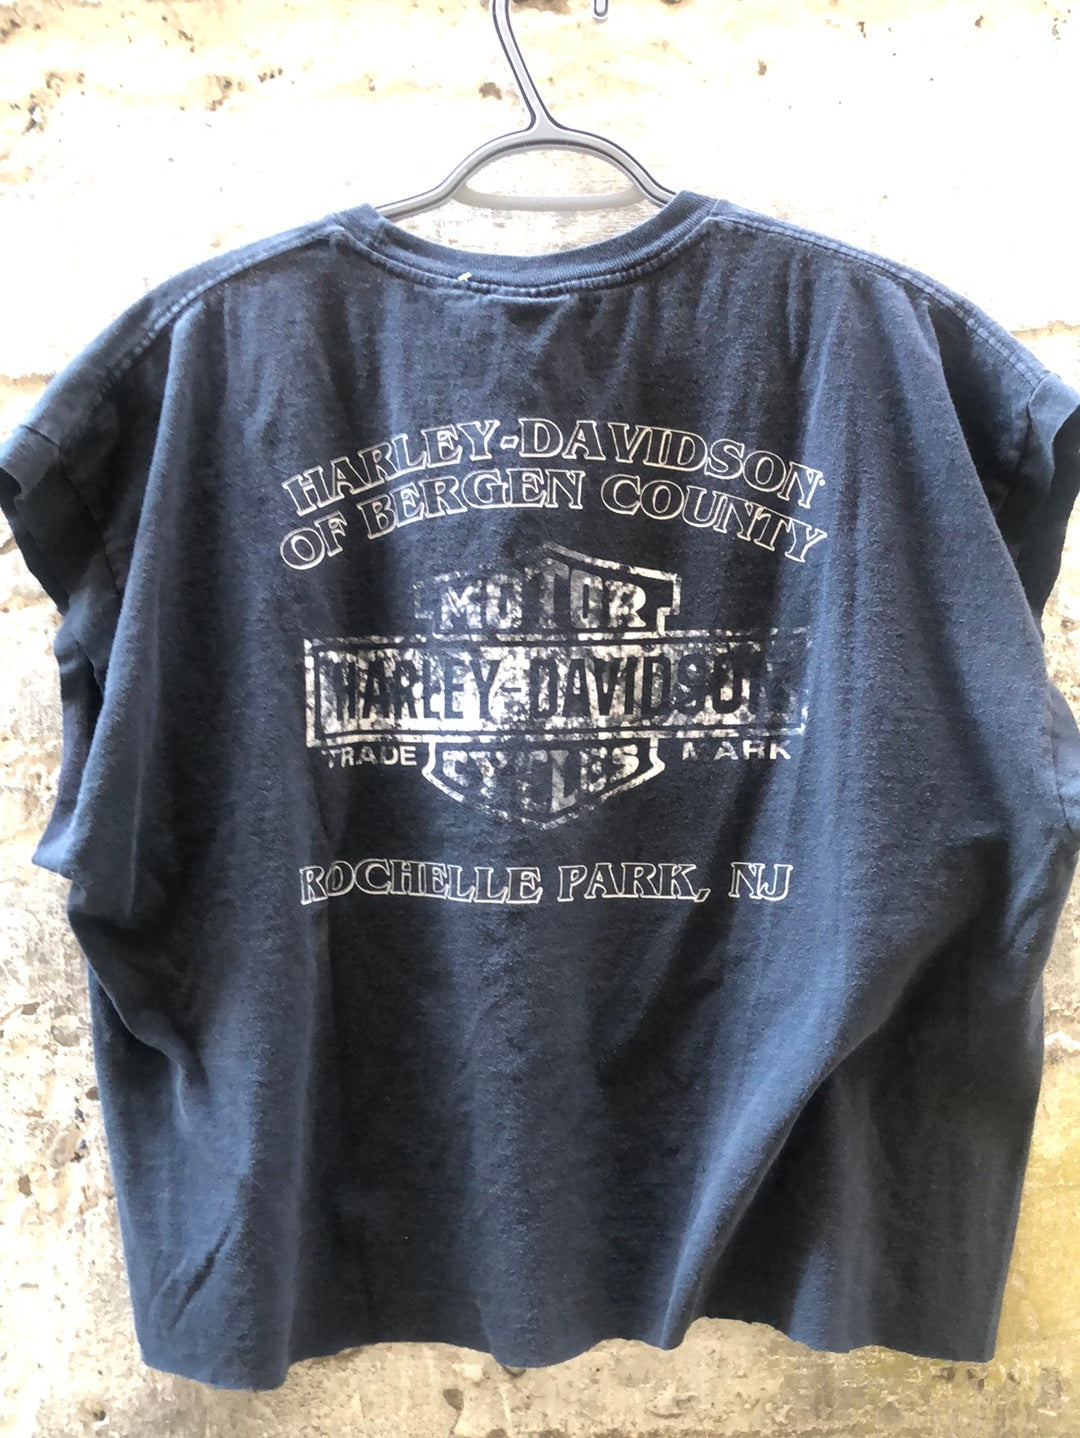 HARLEY-DAVIDSON®
OF BERGEN COUNTY
MOTOR
HARLEY-DAVIDSON
TRADE MARK
CYCLES
ROCHELLE PARK, NJ